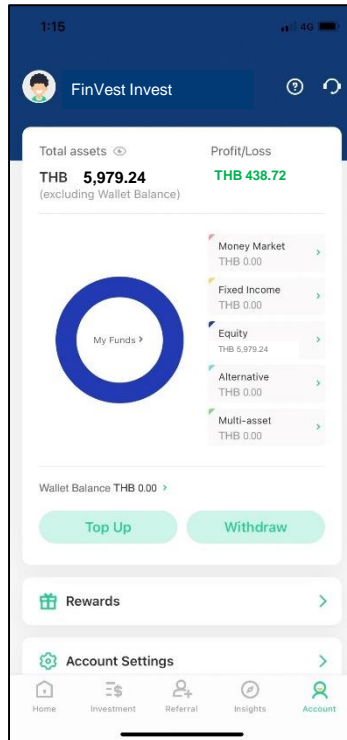 1:15 4G
FinVest Invest
Total assets Profit/Loss
THB 5,979.24 THB 438.72
(excluding Wallet Balance)
Money Market
THB 0.00
Fixed Income
THB 0.00
My Funds
Equity
THB 5,979.24
Alternative
THB 0.00
Multi-asset
THB 0.00
Wallet Balance THB 0.00
Top Up Withdraw
Rewards
Account Settings
Home Investment Referral Insights Account